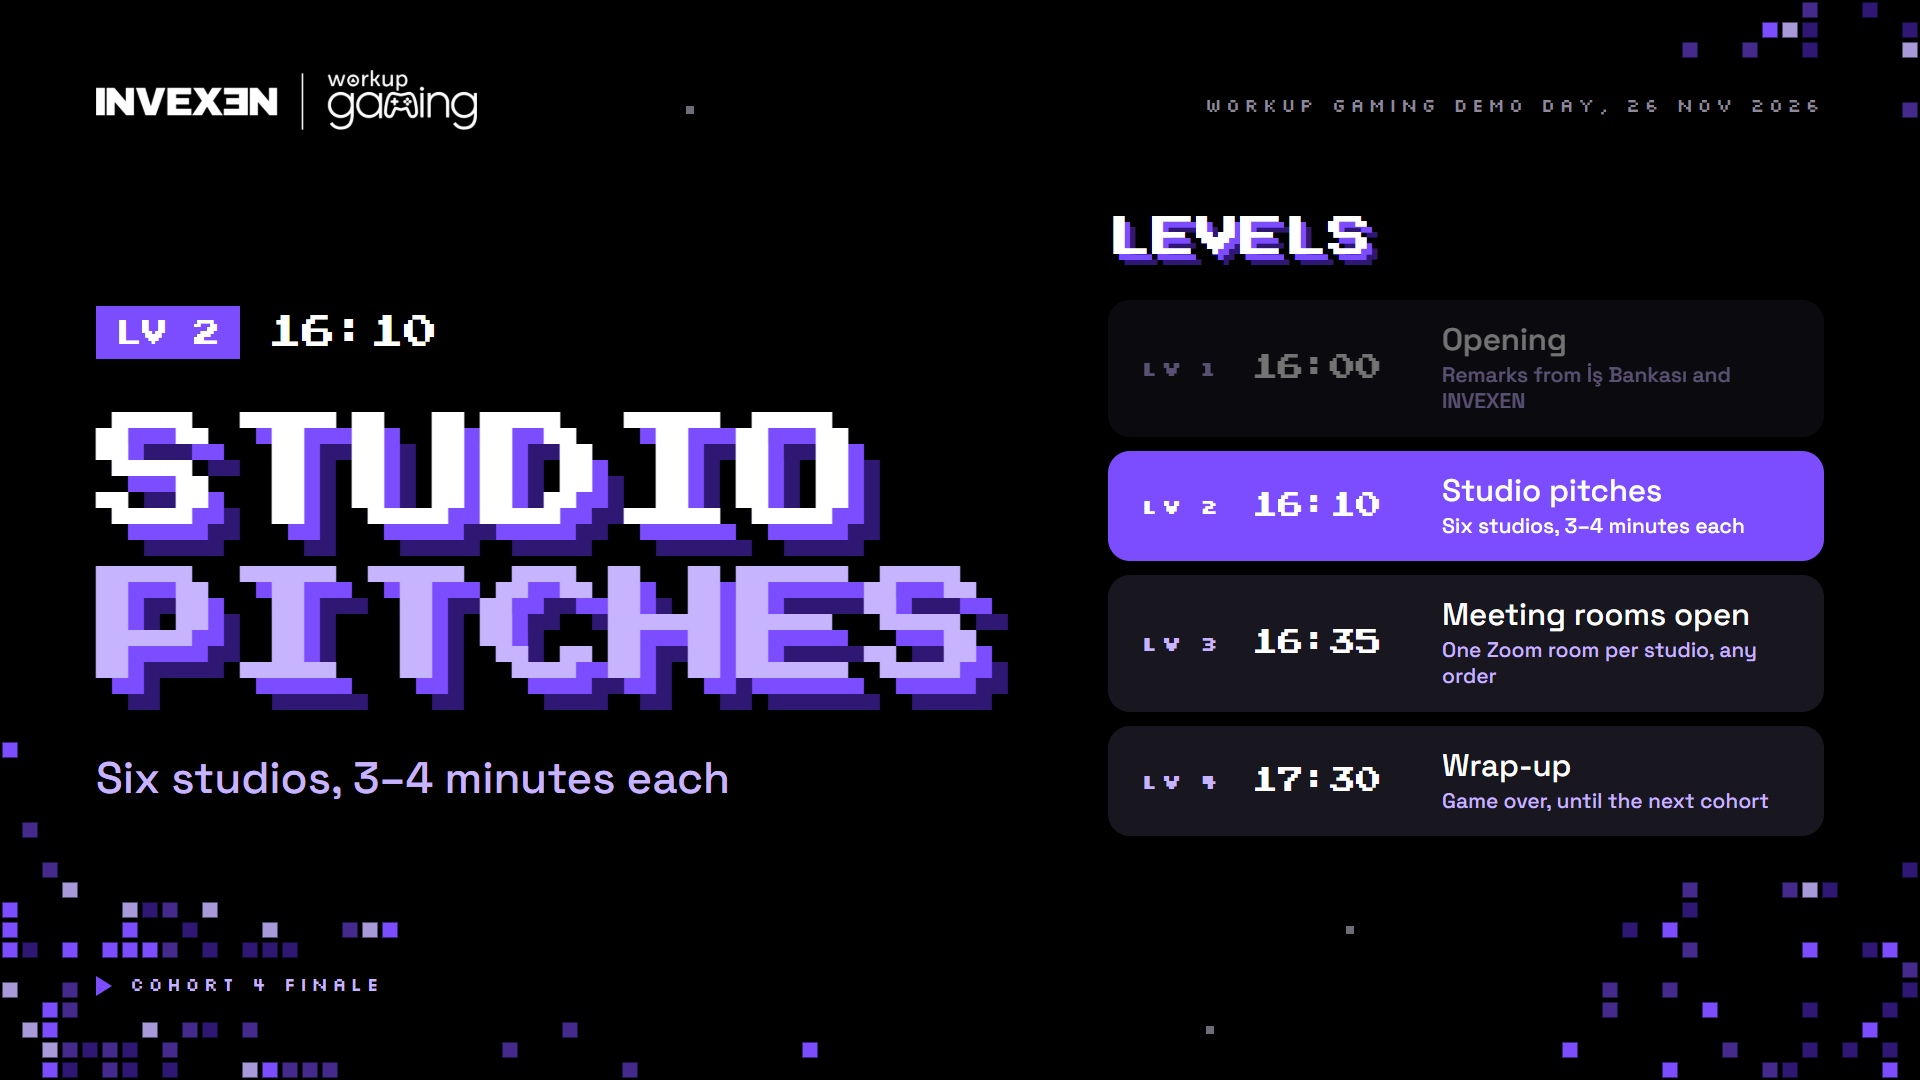 INVEXEN
workup
gaming
WORKUP GAMING DEMO DAY, 26 NOV 2026
LV 2 16:10
STUDIO
PITCHES
Six studios, 3–4 minutes each
LEVELS
LV 1 16:00 Opening
Remarks from İş Bankası and
INVEXEN
LV 2 16:10 Studio pitches
Six studios, 3–4 minutes each
LV 3 16:35 Meeting rooms open
One Zoom room per studio, any
order
LV 4 17:30 Wrap-up
Game over, until the next cohort
COHORT 4 FINALE